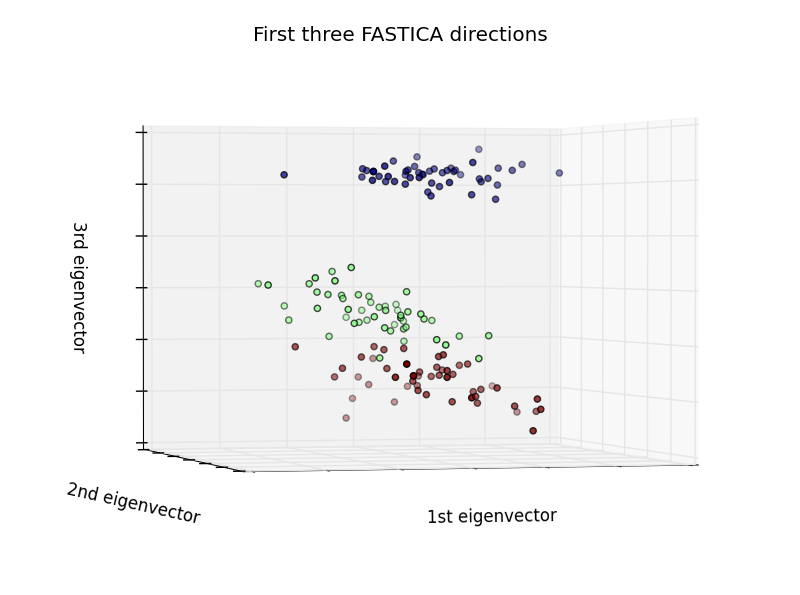 First three FASTICA directions
3rd eigenvector
2nd eigenvector
1st eigenvector